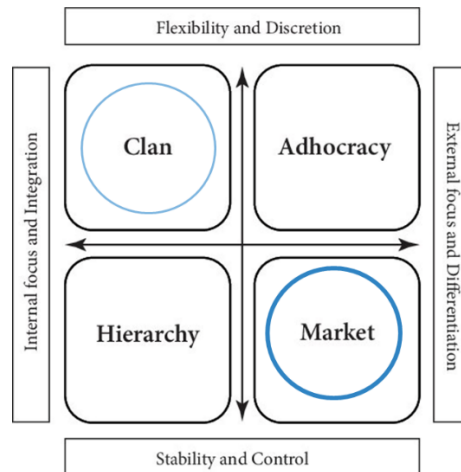 Flexibility and Discretion
Internal focus and Integration
Clan
Adhocracy
External focus and Differentiation
Hierarchy
Market
Stability and Control